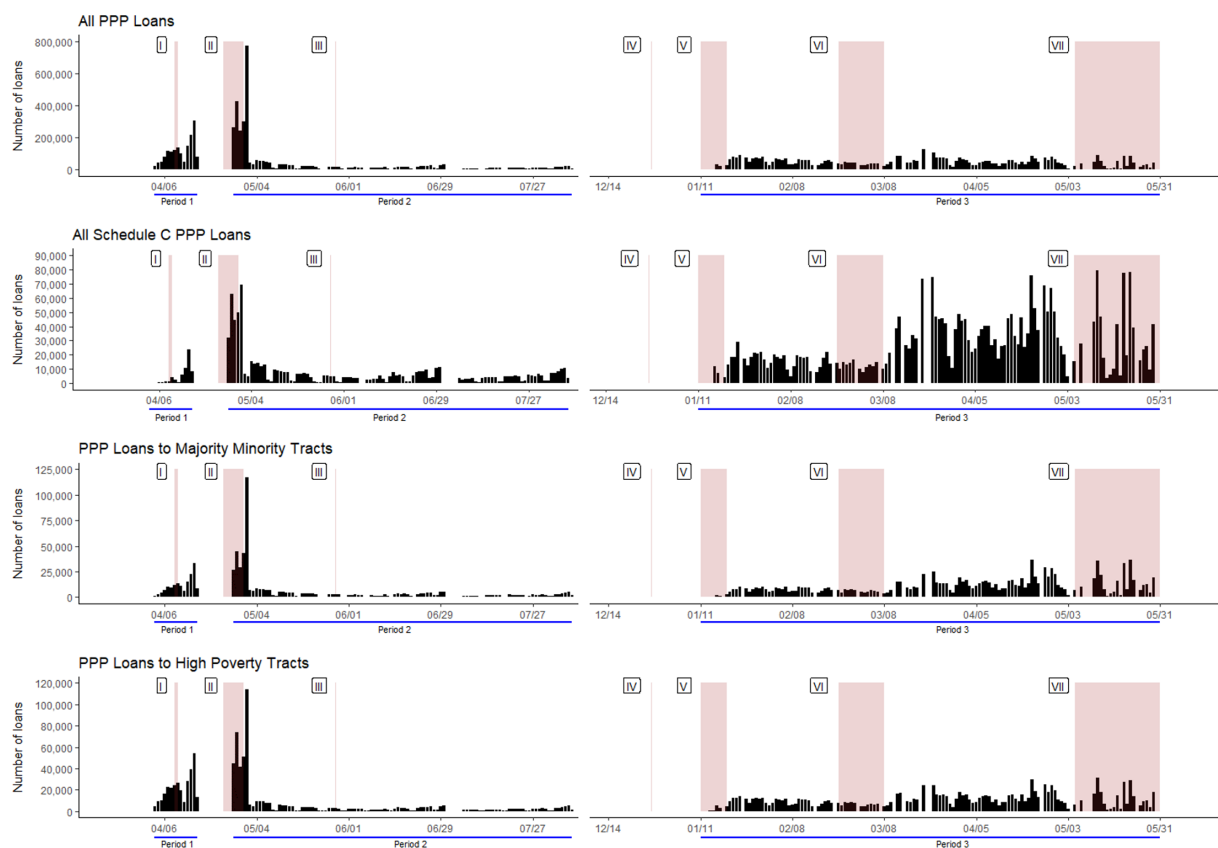 All PPP Loans
I II III IV V VI VII
Number of loans
800,000
600,000
400,000
200,000
0
04/06 05/04 06/01 06/29 07/27 12/14 01/11 02/08 03/08 04/05 05/03 05/31
Period 1 Period 2 Period 3
All Schedule C PPP Loans
I II III IV V VI VII
Number of loans
90,000
80,000
70,000
60,000
50,000
40,000
30,000
20,000
10,000
0
04/06 05/04 06/01 06/29 07/27 12/14 01/11 02/08 03/08 04/05 05/03 05/31
Period 1 Period 2 Period 3
PPP Loans to Majority Minority Tracts
I II III IV V VI VII
Number of loans
125,000
100,000
75,000
50,000
25,000
0
04/06 05/04 06/01 06/29 07/27 12/14 01/11 02/08 03/08 04/05 05/03 05/31
Period 1 Period 2 Period 3
PPP Loans to High Poverty Tracts
I II III IV V VI VII
Number of loans
120,000
100,000
80,000
60,000
40,000
20,000
0
04/06 05/04 06/01 06/29 07/27 12/14 01/11 02/08 03/08 04/05 05/03 05/31
Period 1 Period 2 Period 3